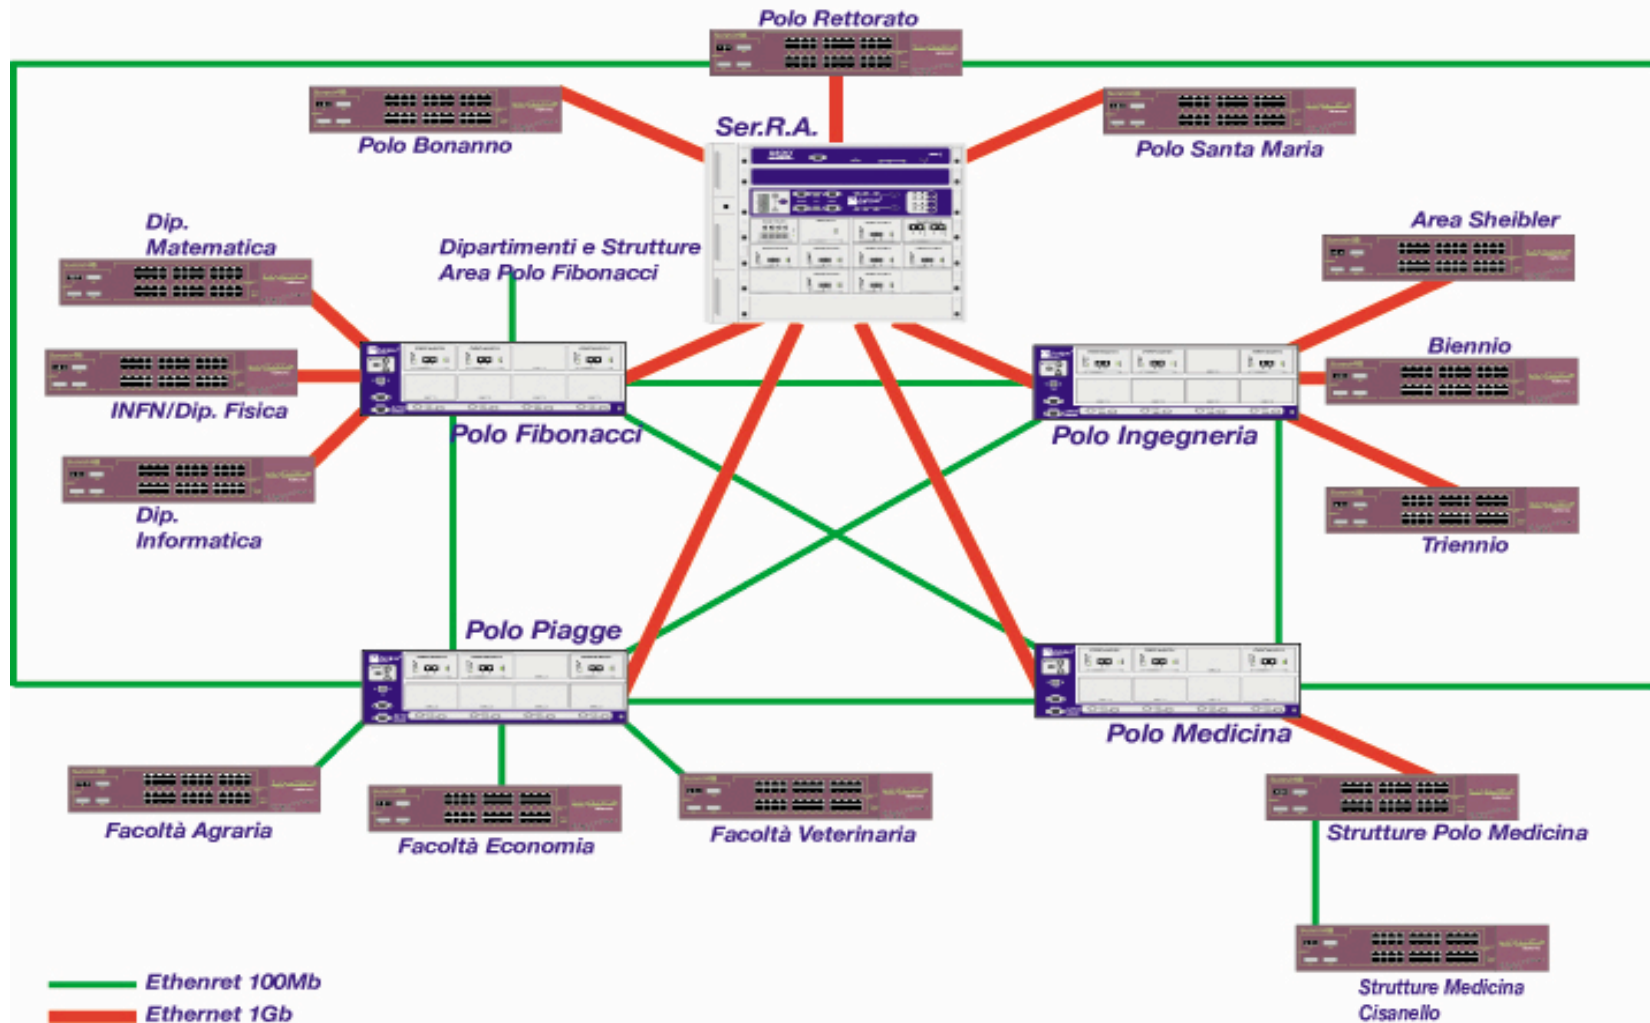 Polo Rettorato
Polo Bonanno
Ser.R.A.
Polo Santa Maria
Dip.
Matematica
Dipartimenti e Strutture
Area Polo Fibonacci
Area Sheibler
INFN/Dip. Fisica
Biennio
Polo Fibonacci
Polo Ingegneria
Dip.
Informatica
Triennio
Polo Piagge
Polo Medicina
Facoltà Agraria
Facoltà Economia
Facoltà Veterinaria
Strutture Polo Medicina
Ethenret 100Mb
Ethernet 1Gb
Strutture Medicina
Cisanello